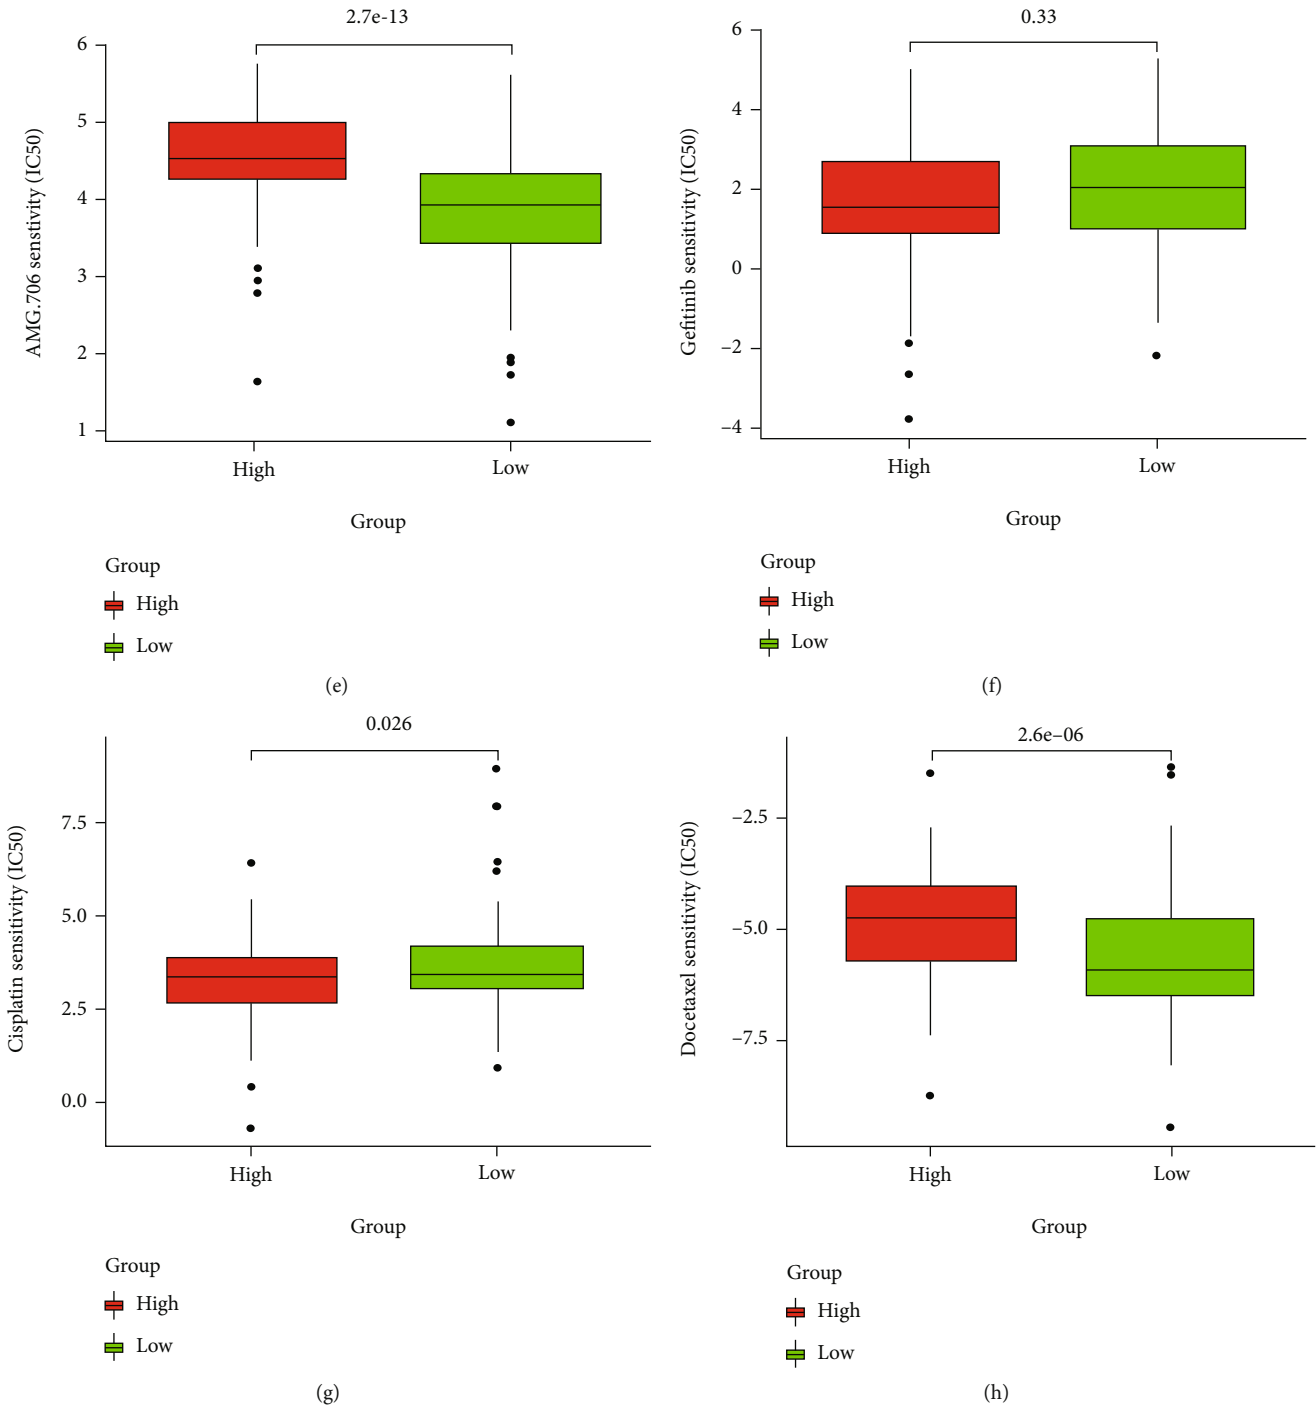 2.7e-13
6
5
4
3
2
1
AMG.706 senstivity (IC50)
High
Low
Group
Group
High
Low
(e)
0.33
6
4
2
0
−2
−4
Gefitinib sensitivity (IC50)
High
Low
Group
Group
High
Low
(f)
0.026
7.5
5.0
2.5
0.0
Cisplatin sensitivity (IC50)
High
Low
Group
Group
High
Low
(g)
2.6e−06
−2.5
−5.0
−7.5
Docetaxel sensitivity (IC50)
High
Low
Group
Group
High
Low
(h)